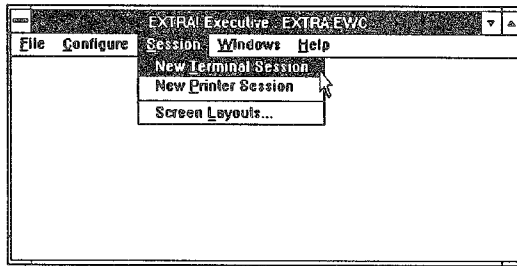 EXTRA! Executive EXTRA.EWC
File Configure Session Windows Help
New Terminal Session
New Printer Session
Screen Layouts...